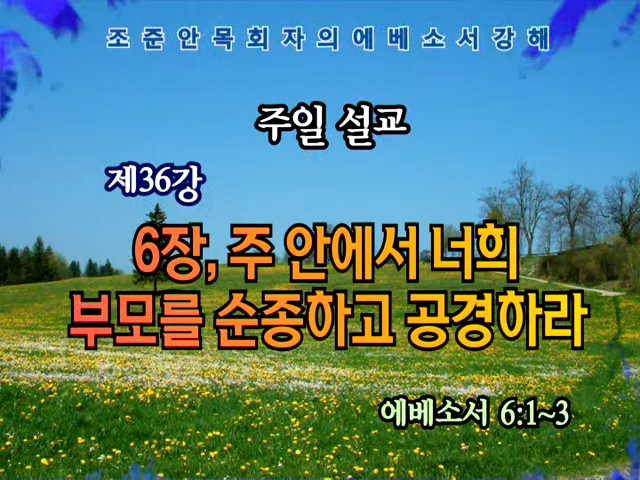 조준안목회자의에베소서강해
주일 설교
제36강
6장, 주 안에서 너희
부모를 순종하고 공경하라
에베소서 6:1~3